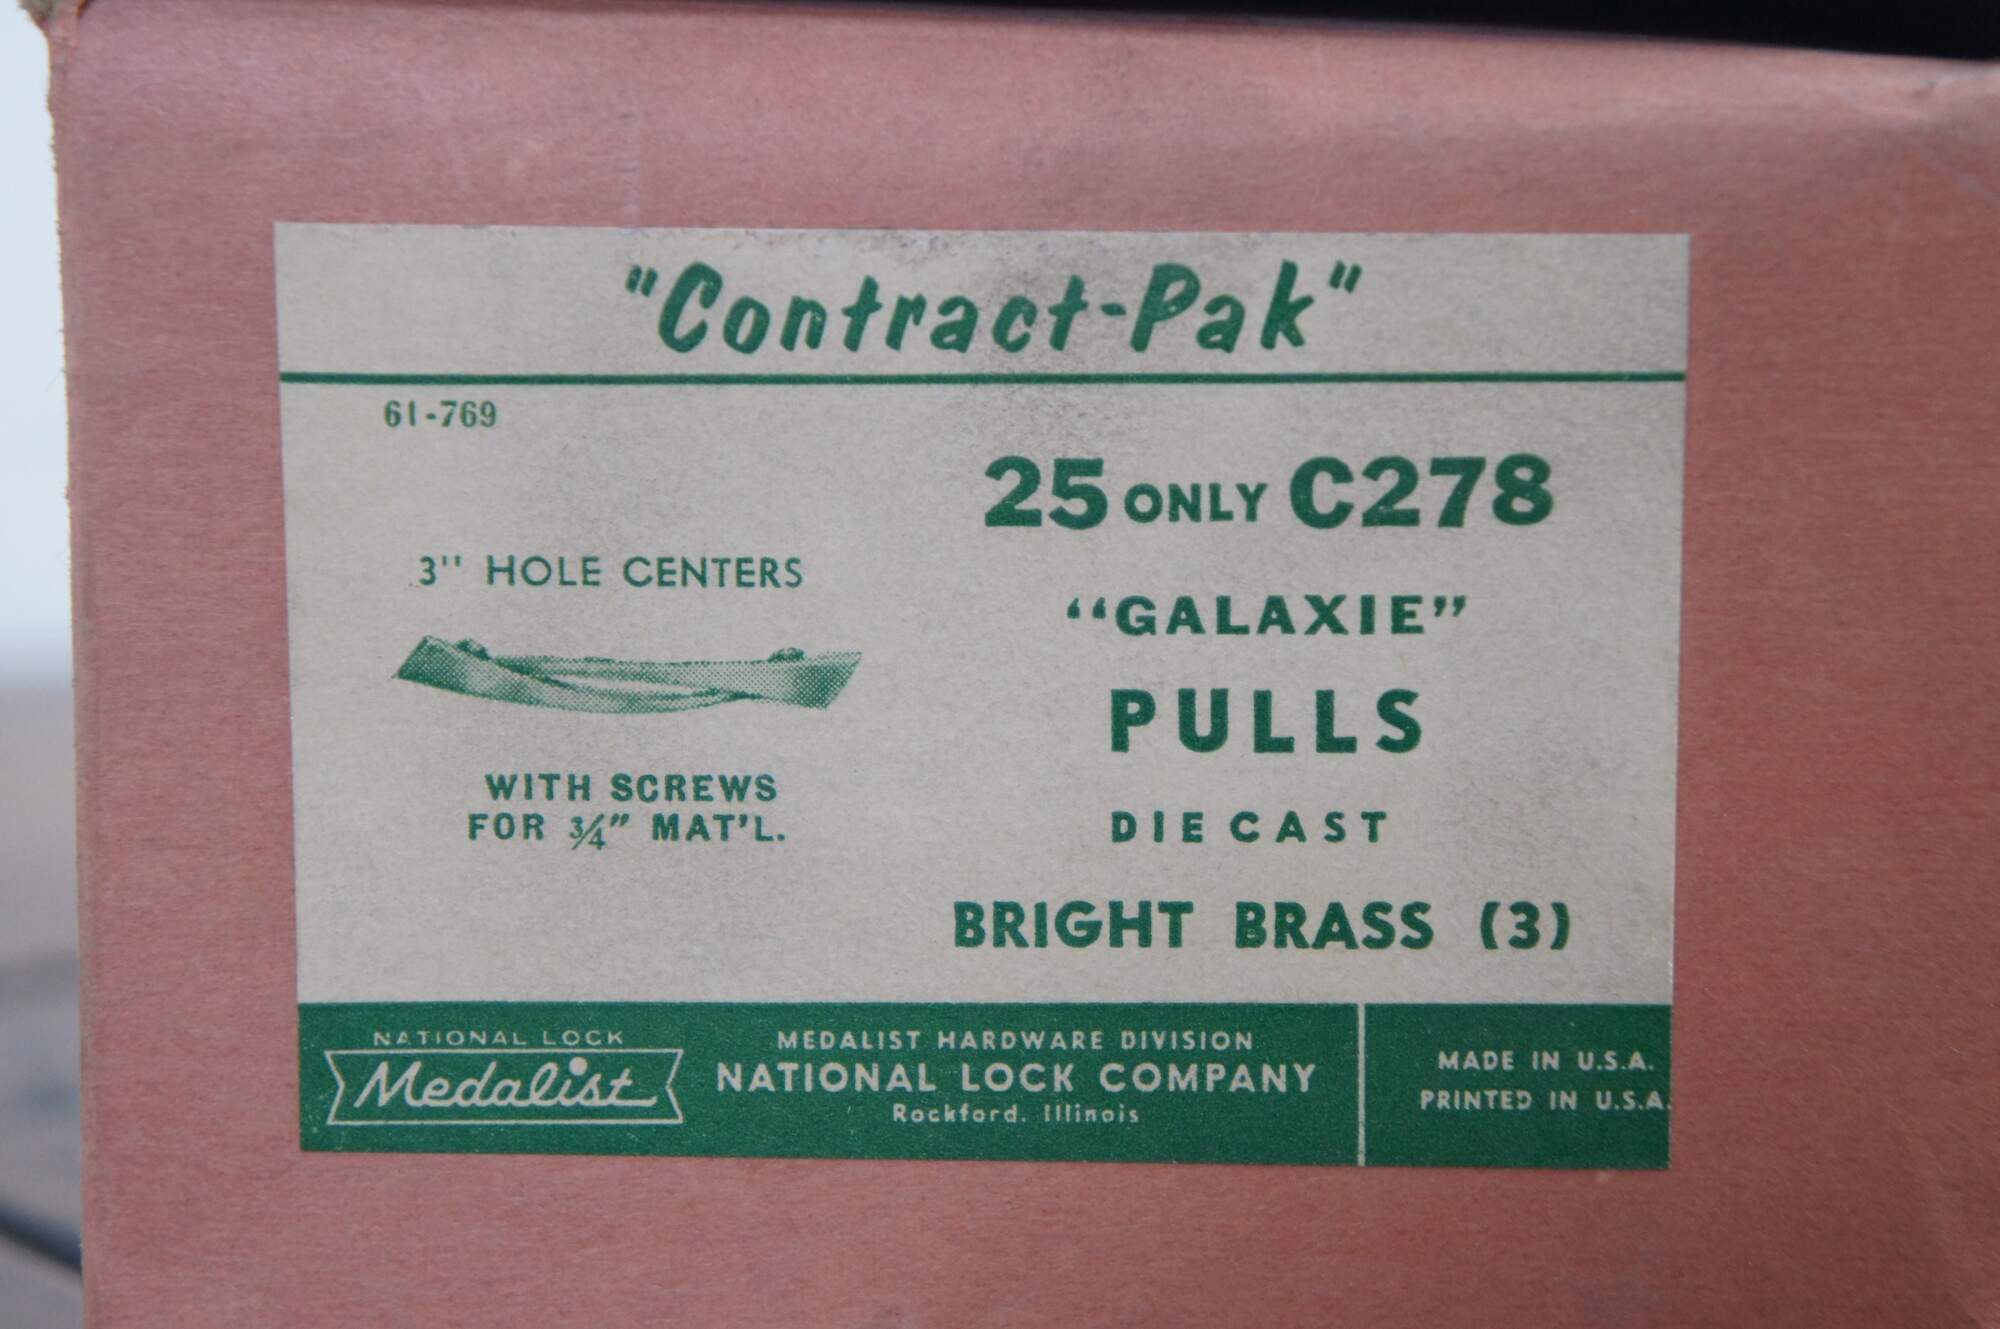 "Contract-Pak"
61-769
25 ONLY C278
3" HOLE CENTERS
"GALAXIE"
PULLS
WITH SCREWS
FOR 3/4" MAT'L.
DIE CAST
BRIGHT BRASS (3)
NATIONAL LOCK
Medalist
MEDALIST HARDWARE DIVISION
NATIONAL LOCK COMPANY
Rockford, Illinois
MADE IN U.S.A.
PRINTED IN U.S.A.